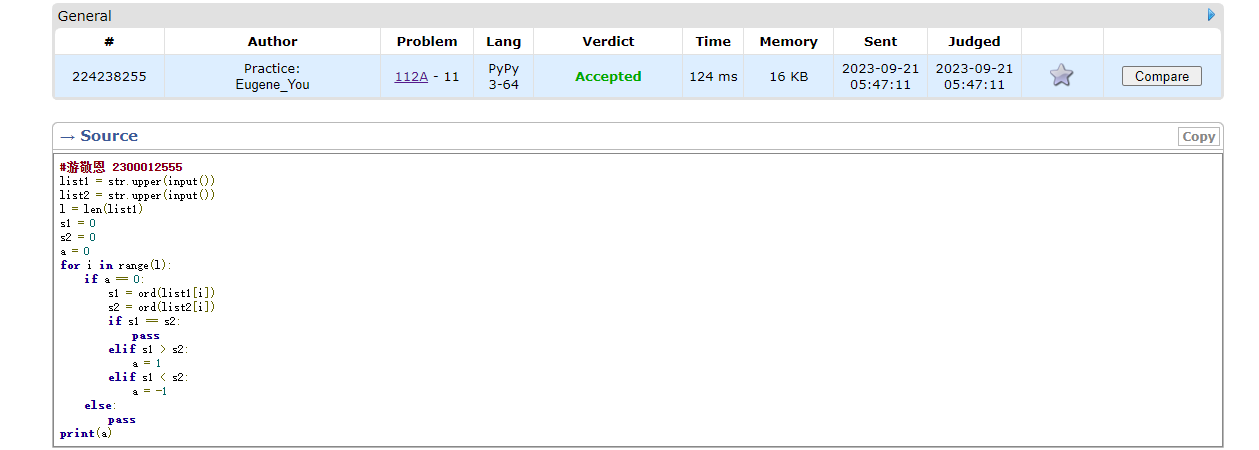 General
# Author Problem Lang Verdict Time Memory Sent Judged
224238255 Practice: Eugene_You 112A - 11 PyPy 3-64 Accepted 124 ms 16 KB 2023-09-21 05:47:11 2023-09-21 05:47:11 Compare
→ Source Copy
#游敬恩 2300012555
list1 = str.upper(input())
list2 = str.upper(input())
l = len(list1)
s1 = 0
s2 = 0
a = 0
for i in range(l):
    if a == 0:
        s1 = ord(list1[i])
        s2 = ord(list2[i])
        if s1 == s2:
            pass
        elif s1 > s2:
            a = 1
        elif s1 < s2:
            a = -1
    else:
        pass
print(a)